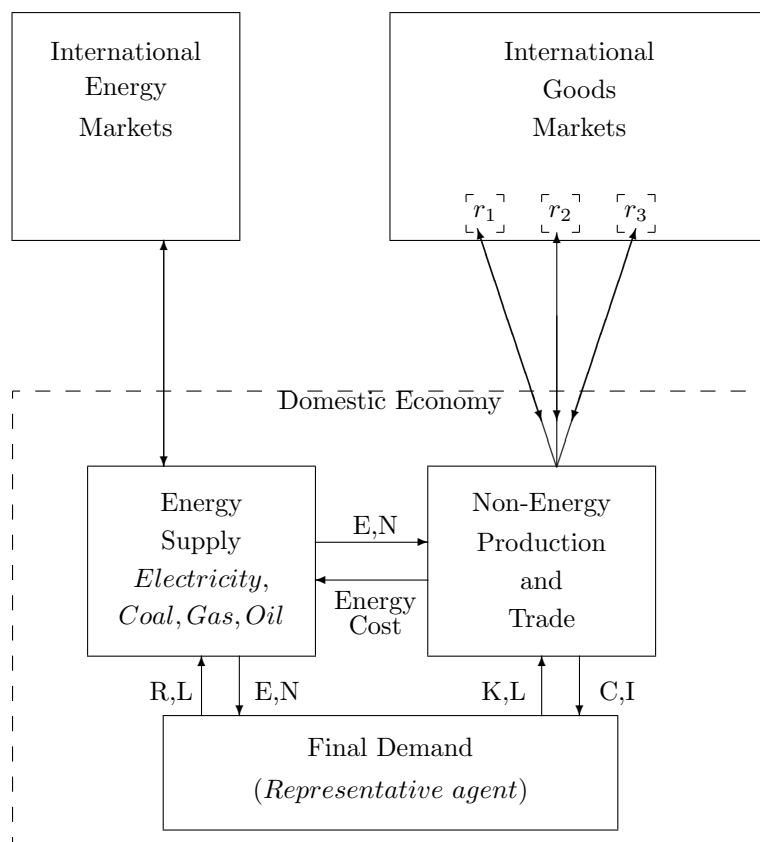 International
Energy
Markets
International
Goods
Markets
r1 r2 r3
Domestic Economy
Energy
Supply
Electricity,
Coal,Gas,Oil
E,N
Energy
Cost
Non-Energy
Production
and
Trade
R,L E,N K,L C,I
Final Demand
(Representative agent)